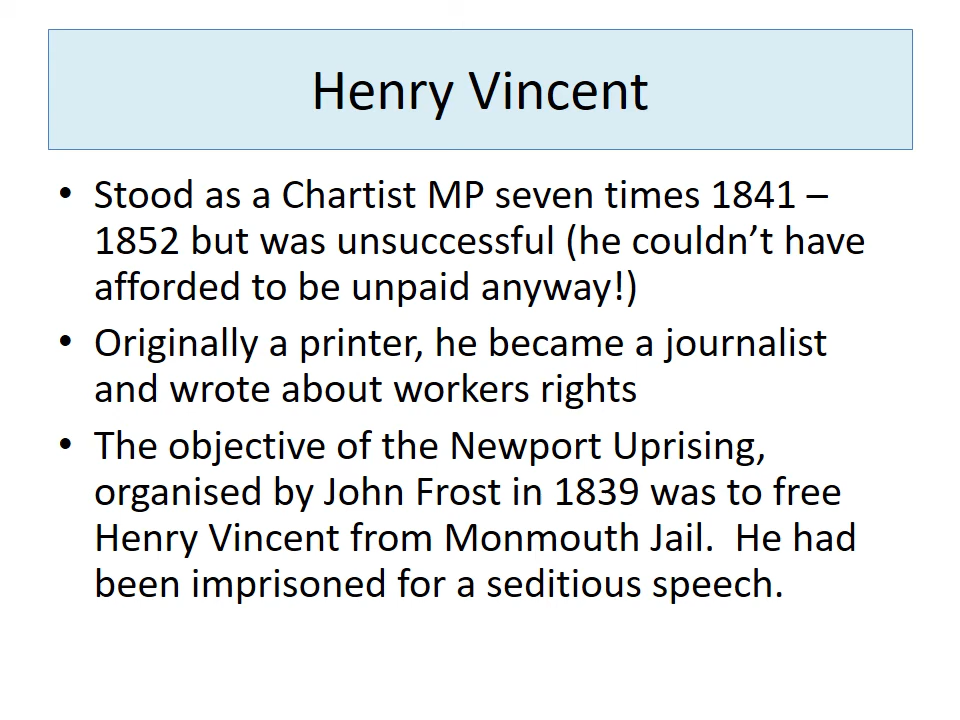 Henry Vincent
• Stood as a Chartist MP seven times 1841 –
1852 but was unsuccessful (he couldn’t have
afforded to be unpaid anyway!)
• Originally a printer, he became a journalist
and wrote about workers rights
• The objective of the Newport Uprising,
organised by John Frost in 1839 was to free
Henry Vincent from Monmouth Jail.  He had
been imprisoned for a seditious speech.